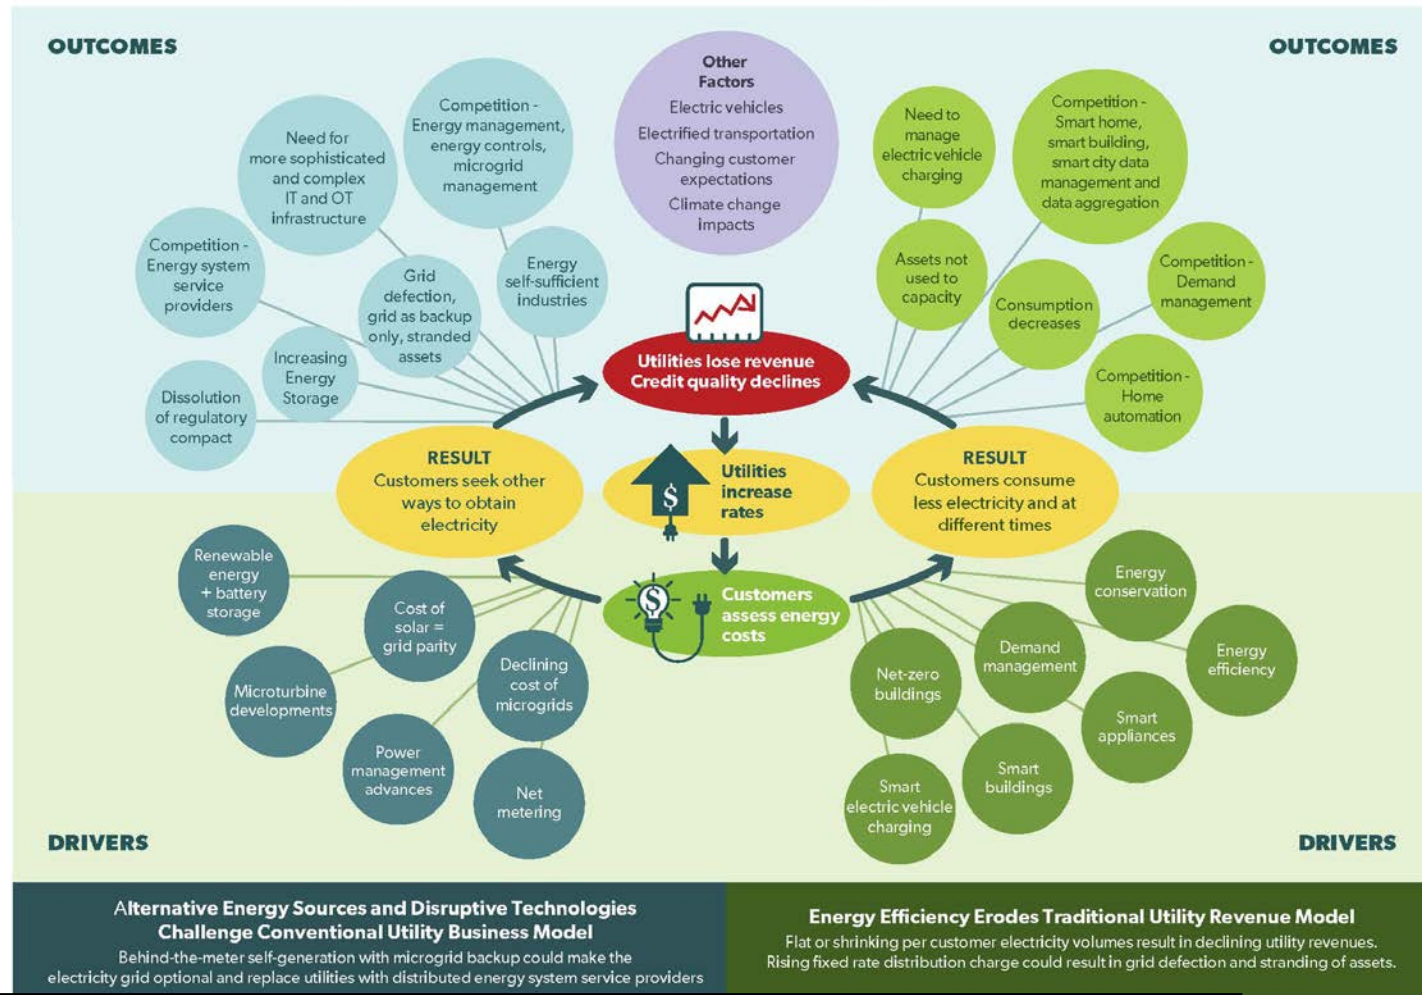 OUTCOMES
OUTCOMES
Other
Factors
Electric vehicles
Electrified transportation
Changing customer
expectations
Climate change
impacts
Competition -
Energy management,
energy controls,
microgrid
management
Need for
more sophisticated
and complex
IT and OT
infrastructure
Competition -
Energy system
service
providers
Grid
defection,
grid as backup
only, stranded
assets
Energy
self-sufficient
industries
Increasing
Energy
Storage
Dissolution
of regulatory
compact
Need to
manage
electric vehicle
charging
Competition -
Smart home,
smart building,
smart city data
management and
data aggregation
Assets not
used to
capacity
Consumption
decreases
Competition -
Demand
management
Competition -
Home
automation
Utilities lose revenue
Credit quality declines
RESULT
Customers seek other
ways to obtain
electricity
$
Utilities
increase
rates
RESULT
Customers consume
less electricity and at
different times
$
Customers
assess energy
costs
Renewable
energy
+ battery
storage
Cost of
solar =
grid parity
Microturbine
developments
Declining
cost of
microgrids
Power
management
advances
Net
metering
Energy
conservation
Demand
management
Energy
efficiency
Net-zero
buildings
Smart
appliances
Smart
buildings
Smart
electric vehicle
charging
DRIVERS
DRIVERS
Alternative Energy Sources and Disruptive Technologies
Challenge Conventional Utility Business Model
Behind-the-meter self-generation with microgrid backup could make the
electricity grid optional and replace utilities with distributed energy system service providers
Energy Efficiency Erodes Traditional Utility Revenue Model
Flat or shrinking per customer electricity volumes result in declining utility revenues.
Rising fixed rate distribution charge could result in grid defection and stranding of assets.